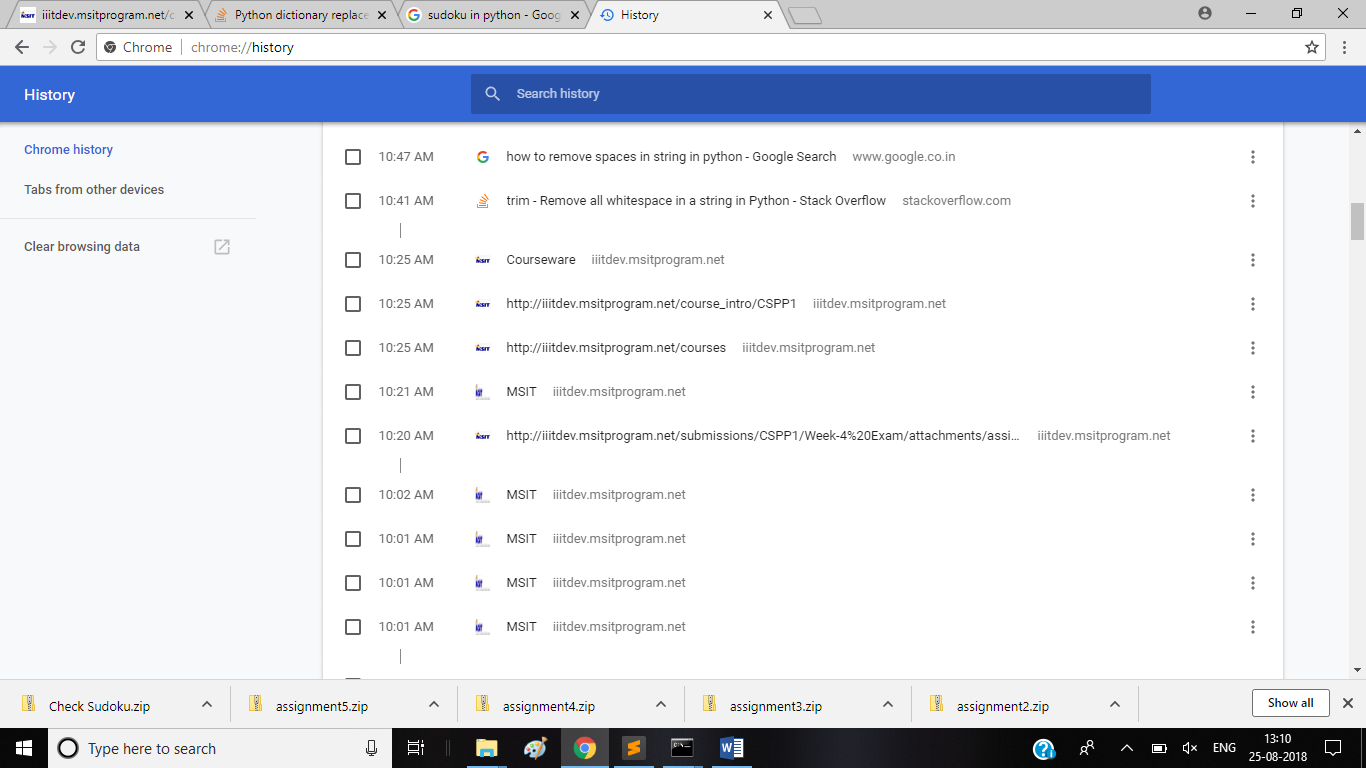 iiitdev.msitprogram.net/c
Python dictionary replace
sudoku in python - Goog
History
Chrome chrome://history
History
Search history
Chrome history
Tabs from other devices
Clear browsing data
10:47 AM how to remove spaces in string in python - Google Search www.google.co.in
10:41 AM trim - Remove all whitespace in a string in Python - Stack Overflow stackoverflow.com
10:25 AM Courseware iiitdev.msitprogram.net
10:25 AM http://iiitdev.msitprogram.net/course_intro/CSPP1 iiitdev.msitprogram.net
10:25 AM http://iiitdev.msitprogram.net/courses iiitdev.msitprogram.net
10:21 AM MSIT iiitdev.msitprogram.net
10:20 AM http://iiitdev.msitprogram.net/submissions/CSPP1/Week-4%20Exam/attachments/assi... iiitdev.msitprogram.net
10:02 AM MSIT iiitdev.msitprogram.net
10:01 AM MSIT iiitdev.msitprogram.net
10:01 AM MSIT iiitdev.msitprogram.net
10:01 AM MSIT iiitdev.msitprogram.net
Check Sudoku.zip
assignment5.zip
assignment4.zip
assignment3.zip
assignment2.zip
Show all
Type here to search
ENG
13:10
25-08-2018